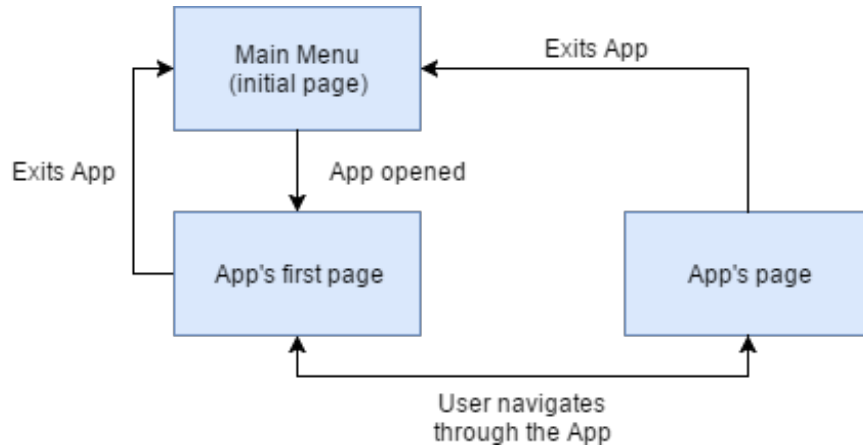 Main Menu
(initial page)
Exits App
Exits App
App opened
App's first page
App's page
User navigates
through the App